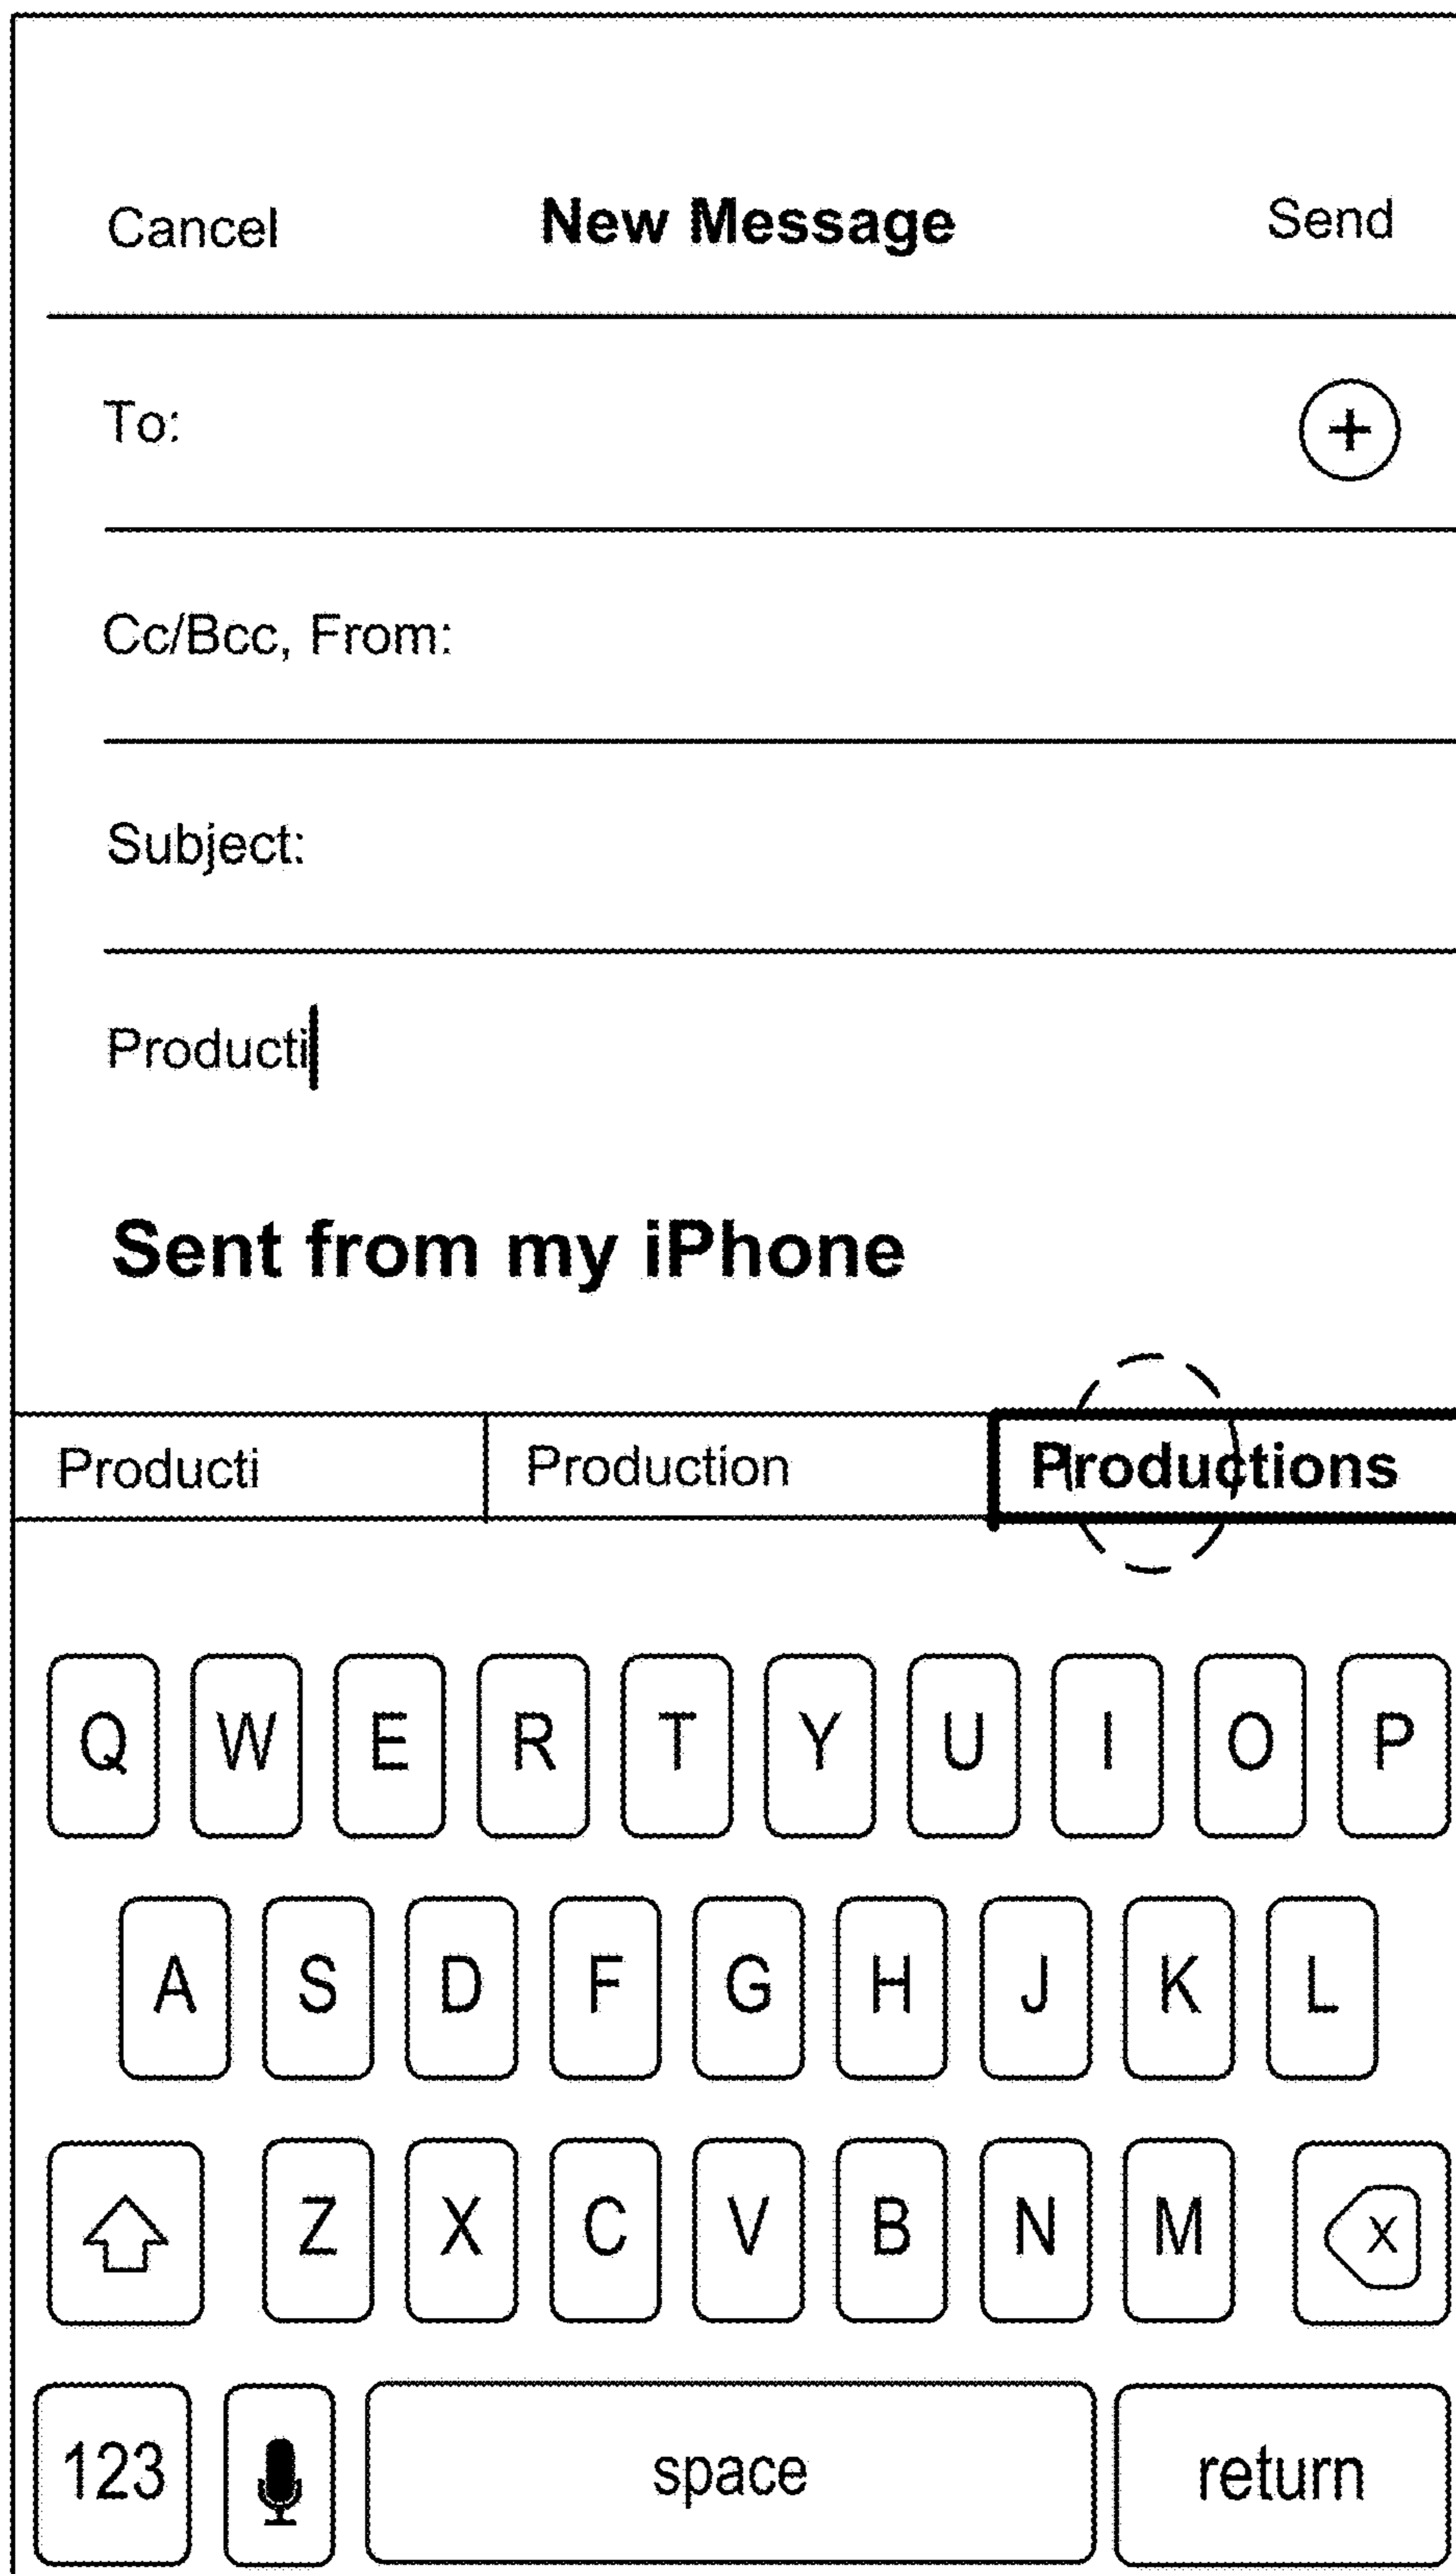 Cancel New Message Send
To: +
Cc/Bcc, From:
Subject:
Producti
Sent from my iPhone
Producti Production Productions
Q W E R T Y U I O P
A S D F G H J K L
Z X C V B N M X
123 space return